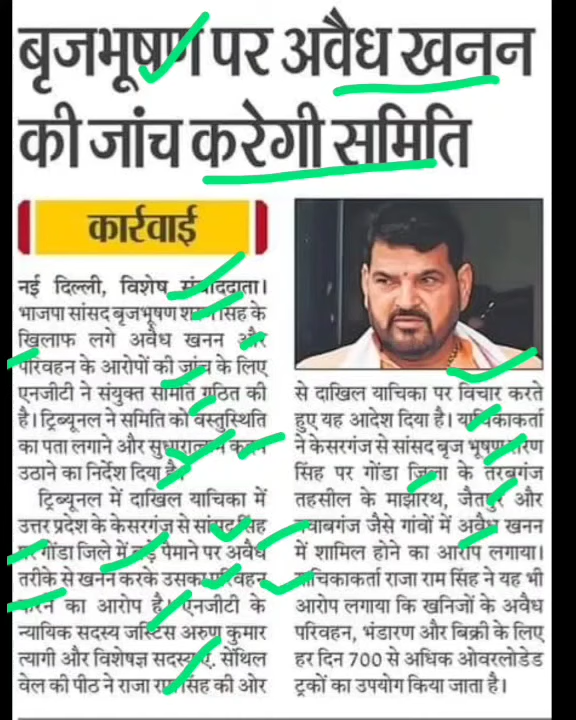 बृजभूषण पर अवैध खनन
की जांच करेगी समिति
कार्रवाई
नई दिल्ली, विशेष संवाददाता।
भाजपा सांसद बृजभूषण शरण सिंह के
खिलाफ लगे अवैध खनन और
परिवहन के आरोपों की जांच के लिए
एनजीटी ने संयुक्त समिति गठित की
है। ट्रिब्यूनल ने समिति को वस्तुस्थिति
का पता लगाने और सुधारात्मक कदम
उठाने का निर्देश दिया है।
ट्रिब्यूनल में दाखिल याचिका में
उत्तर प्रदेश के केसरगंज से सांसद सिंह
पर गोंडा जिले में बड़े पैमाने पर अवैध
तरीके से खनन करके उसका परिवहन
करने का आरोप है। एनजीटी के
न्यायिक सदस्य जस्टिस अरुण कुमार
त्यागी और विशेषज्ञ सदस्य ए. सेंथिल
वेल की पीठ ने राजा राम सिंह की ओर
से दाखिल याचिका पर विचार करते
हुए यह आदेश दिया है। याचिकाकर्ता
ने केसरगंज से सांसद बृज भूषण शरण
सिंह पर गोंडा जिला के तरबगंज
तहसील के माझारथ, जैतपुर और
नवाबगंज जैसे गांवों में अवैध खनन
में शामिल होने का आरोप लगाया।
याचिकाकर्ता राजा राम सिंह ने यह भी
आरोप लगाया कि खनिजों के अवैध
परिवहन, भंडारण और बिक्री के लिए
हर दिन 700 से अधिक ओवरलोडेड
ट्रकों का उपयोग किया जाता है।